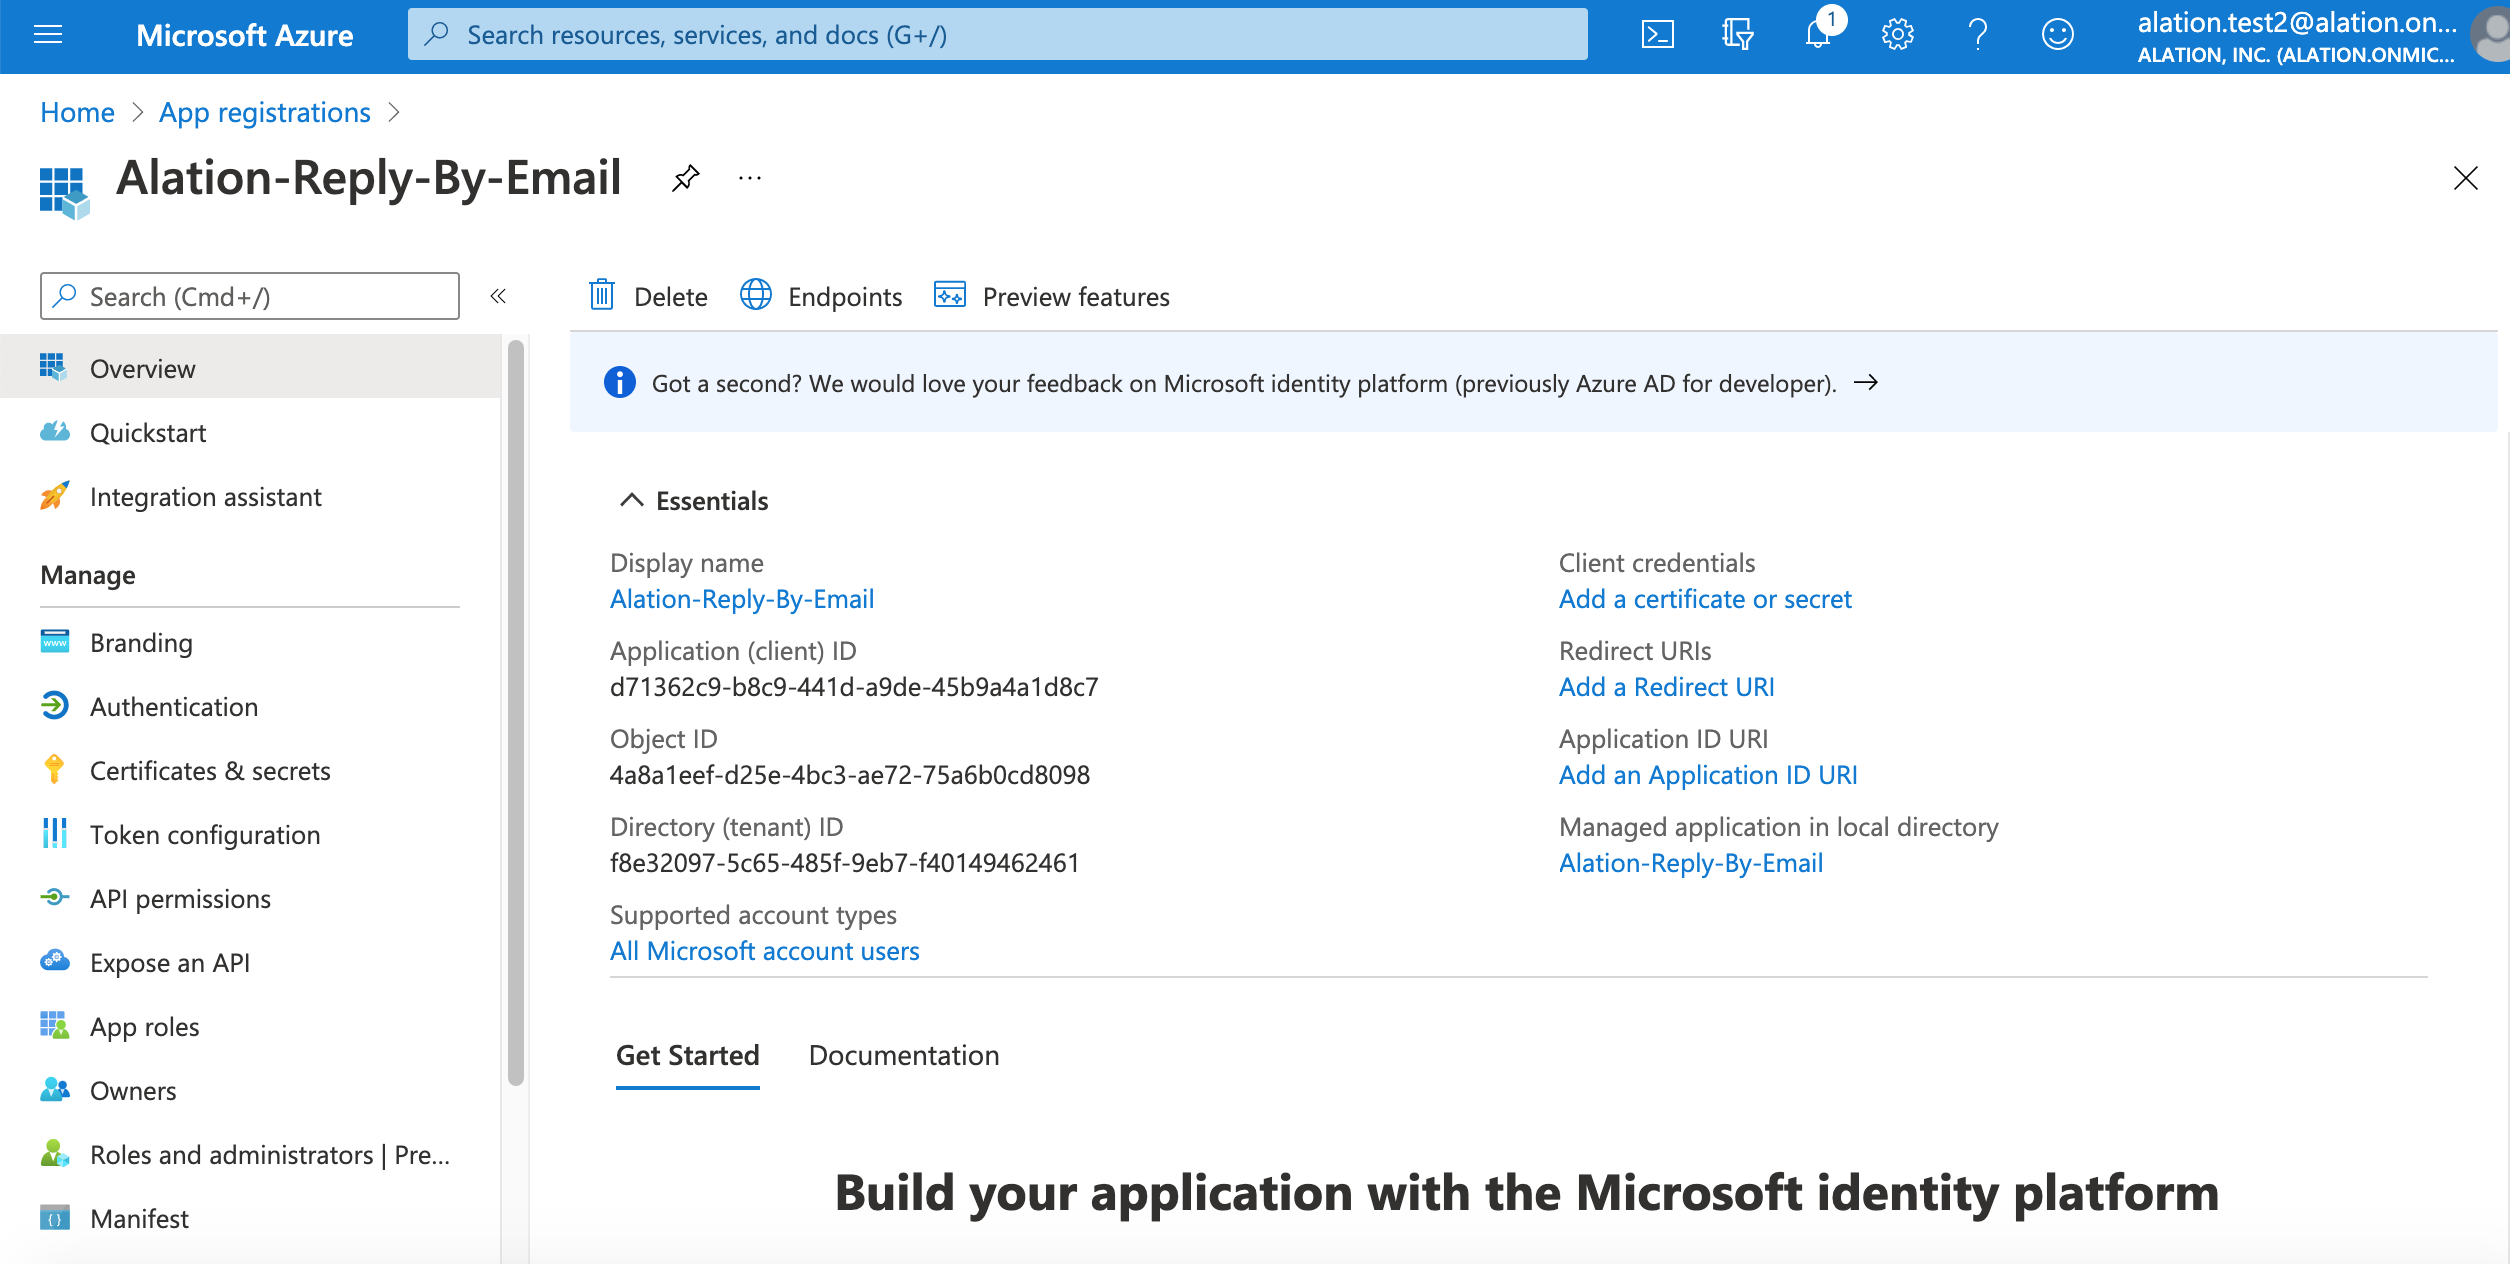 Microsoft Azure
Search resources, services, and docs (G+/)
1
alation.test2@alation.on...
ALATION, INC. (ALATION.ONMIC...
Home > App registrations >
Alation-Reply-By-Email
...
Search (Cmd+/)
«
Delete
Endpoints
Preview features
Overview
Quickstart
Integration assistant
Manage
Branding
Authentication
Certificates & secrets
Token configuration
API permissions
Expose an API
App roles
Owners
Roles and administrators | Pre...
Manifest
Got a second? We would love your feedback on Microsoft identity platform (previously Azure AD for developer). →
Essentials
Display name
Alation-Reply-By-Email
Application (client) ID
d71362c9-b8c9-441d-a9de-45b9a4a1d8c7
Object ID
4a8a1eef-d25e-4bc3-ae72-75a6b0cd8098
Directory (tenant) ID
f8e32097-5c65-485f-9eb7-f40149462461
Supported account types
All Microsoft account users
Client credentials
Add a certificate or secret
Redirect URIs
Add a Redirect URI
Application ID URI
Add an Application ID URI
Managed application in local directory
Alation-Reply-By-Email
Get Started
Documentation
Build your application with the Microsoft identity platform